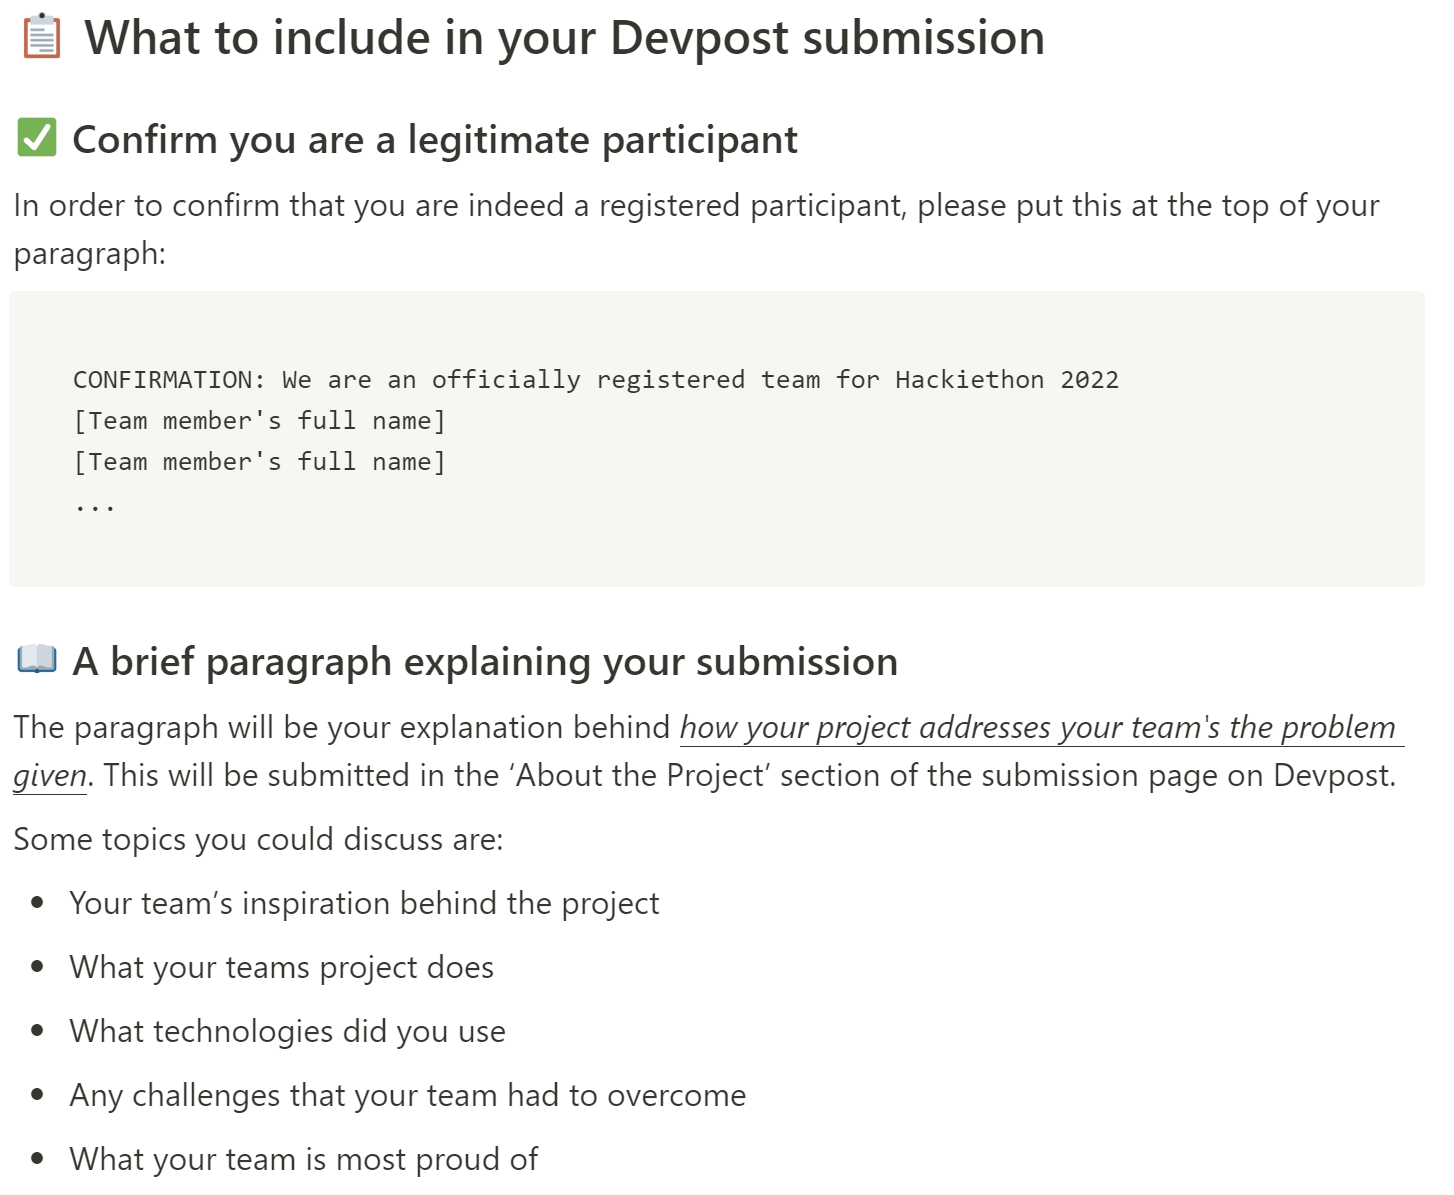 What to include in your Devpost submission
Confirm you are a legitimate participant
In order to confirm that you are indeed a registered participant, please put this at the top of your
paragraph:
CONFIRMATION: We are an officially registered team for Hackiethon 2022
[Team member's full name]
[Team member's full name]
...
A brief paragraph explaining your submission
The paragraph will be your explanation behind how your project addresses your team's the problem
given. This will be submitted in the ‘About the Project’ section of the submission page on Devpost.
Some topics you could discuss are:
• Your team’s inspiration behind the project
• What your teams project does
• What technologies did you use
• Any challenges that your team had to overcome
• What your team is most proud of